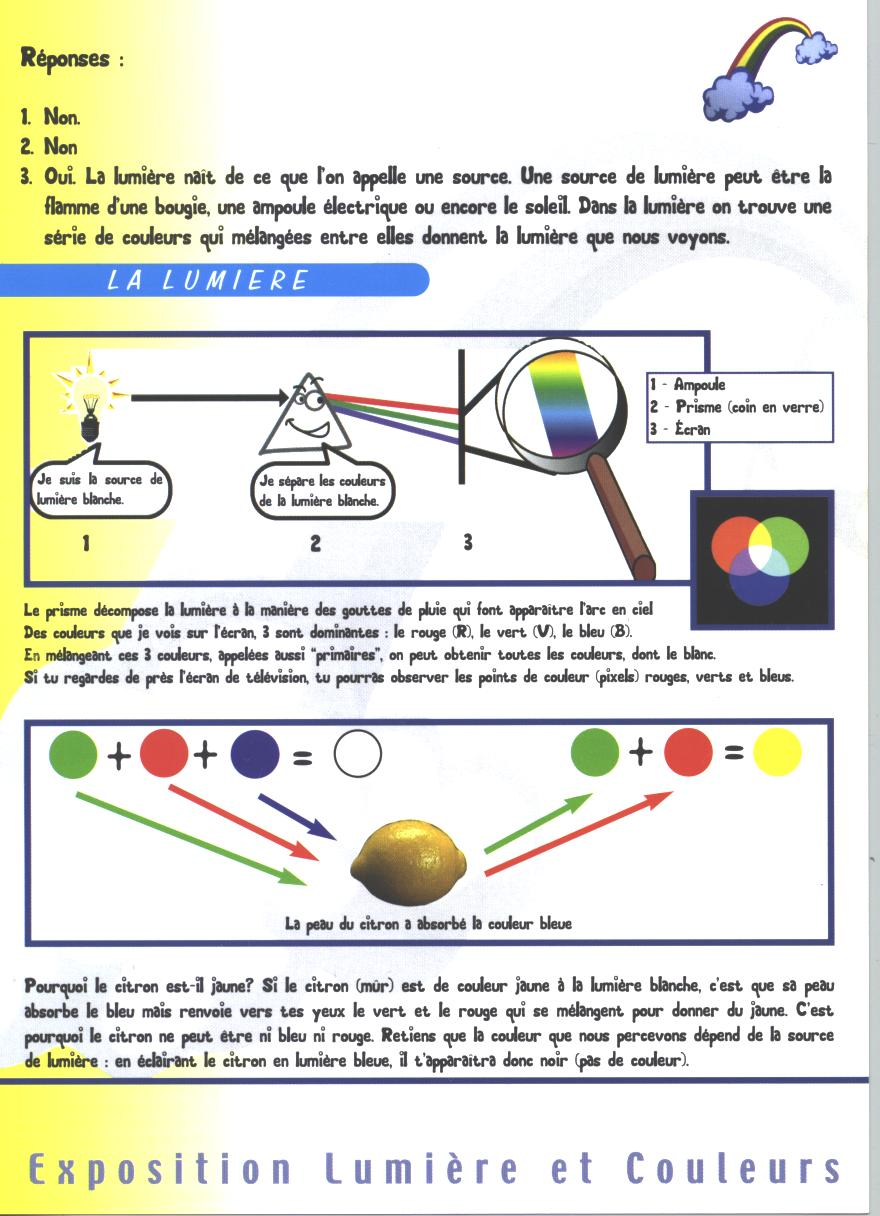 Réponses :
1. Non.
2. Non
3. Oui. La lumière naît de ce que l'on appelle une source. Une source de lumière peut être la
flamme d'une bougie, une ampoule électrique ou encore le soleil. Dans la lumière on trouve une
série de couleurs qui mélangées entre elles donnent la lumière que nous voyons.
LA LUMIERE
1 - Ampoule
2 - Prisme (coin en verre)
3 - Écran
Je suis la source de
lumière blanche.
Je sépare les couleurs
de la lumière blanche.
1
2
3
Le prisme décompose la lumière à la manière des gouttes de pluie qui font apparaître l'arc en ciel
Des couleurs que je vois sur l'écran, 3 sont dominantes : le rouge (R), le vert (V), le bleu (B).
En mélangeant ces 3 couleurs, appelées aussi "primaires", on peut obtenir toutes les couleurs, dont le blanc.
Si tu regardes de près l'écran de télévision, tu pourras observer les points de couleur (pixels) rouges, verts et bleus.
+ + =
+ =
La peau du citron a absorbé la couleur bleue
Pourquoi le citron est-il jaune? Si le citron (mûr) est de couleur jaune à la lumière blanche, c'est que sa peau
absorbe le bleu mais renvoie vers tes yeux le vert et le rouge qui se mélangent pour donner du jaune. C'est
pourquoi le citron ne peut être ni bleu ni rouge. Retiens que la couleur que nous percevons dépend de la source
de lumière : en éclairant le citron en lumière bleue, il t'apparaîtra donc noir (pas de couleur).
Exposition Lumière et Couleurs